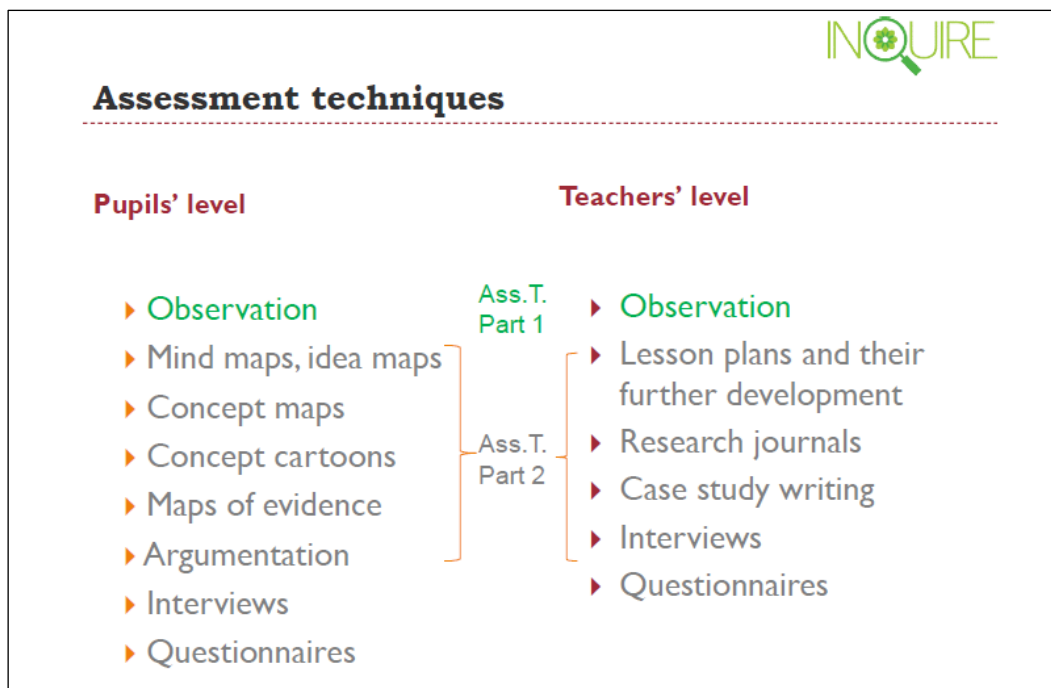 INQUIRE
Assessment techniques
Pupils’ level
Observation
Mind maps, idea maps
Concept maps
Concept cartoons
Maps of evidence
Argumentation
Interviews
Questionnaires
Ass.T.
Part 1
Ass.T.
Part 2
Teachers’ level
Observation
Lesson plans and their
further development
Research journals
Case study writing
Interviews
Questionnaires